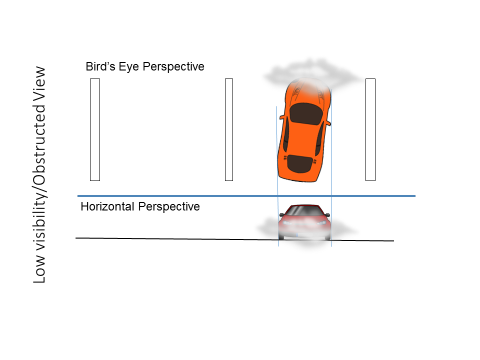 Bird's Eye Perspective
Low visibility/Obstructed View
Horizontal Perspective